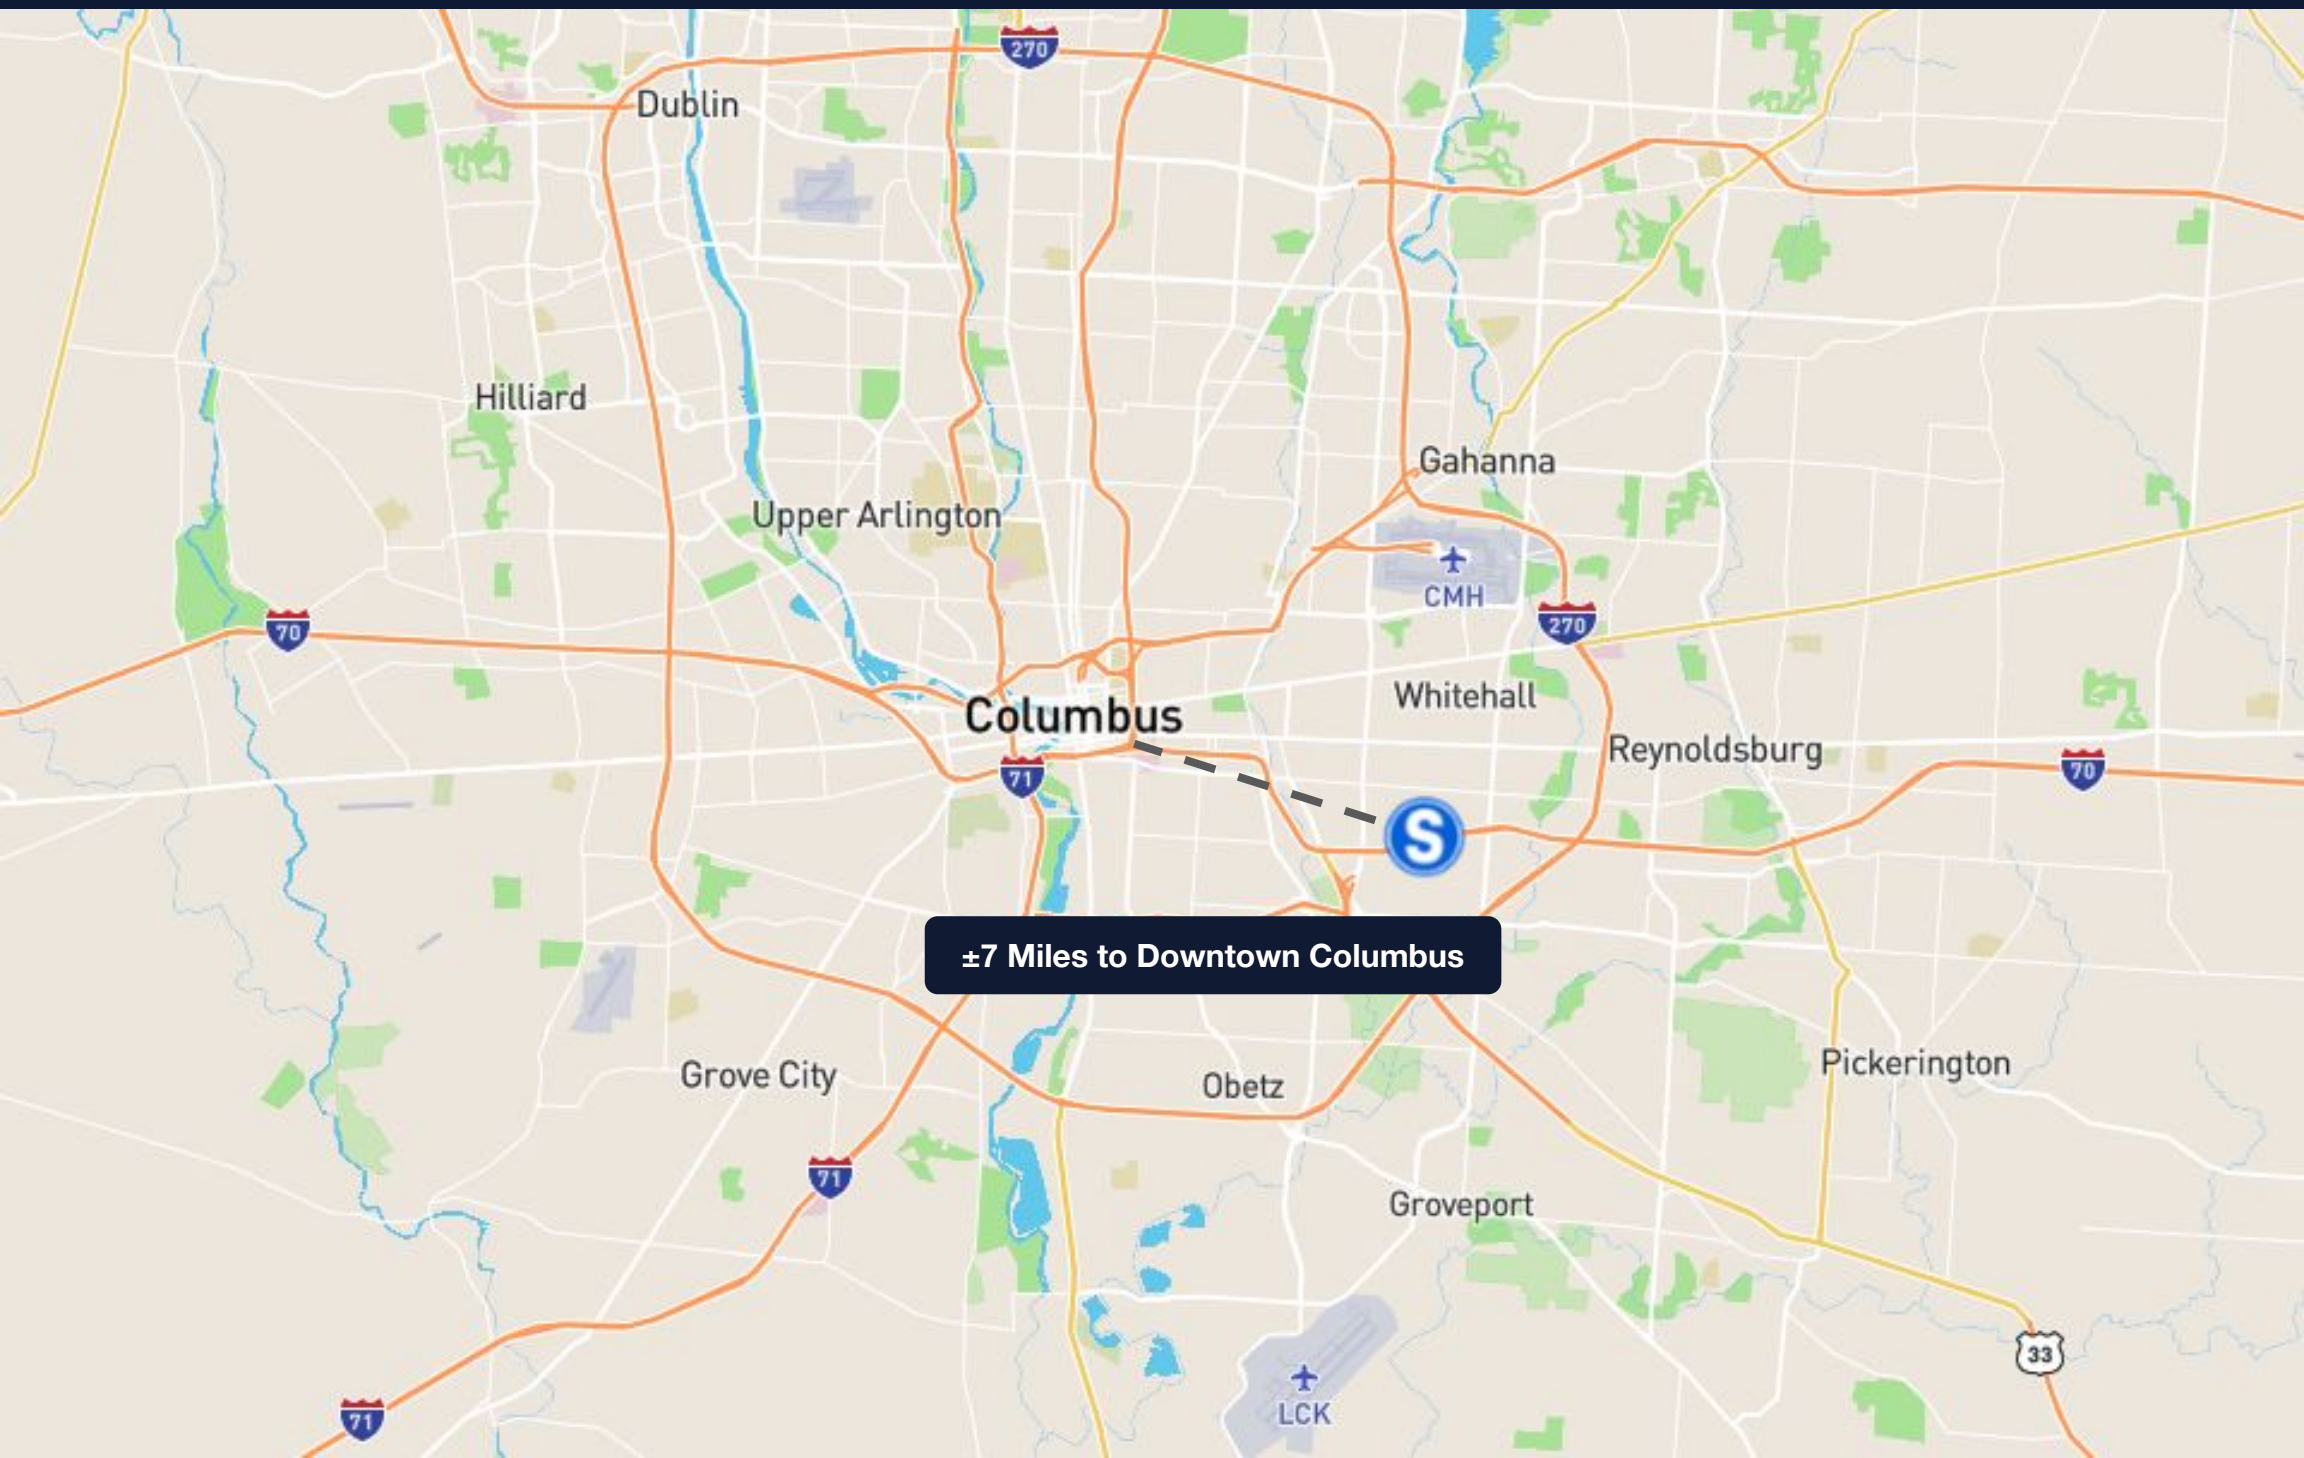 270
Dublin
Hilliard
Gahanna
Upper Arlington
CMH
70
270
Whitehall
Columbus
Reynoldsburg
71
70
S
±7 Miles to Downtown Columbus
Grove City
Obetz
Pickerington
71
Groveport
33
LCK
71